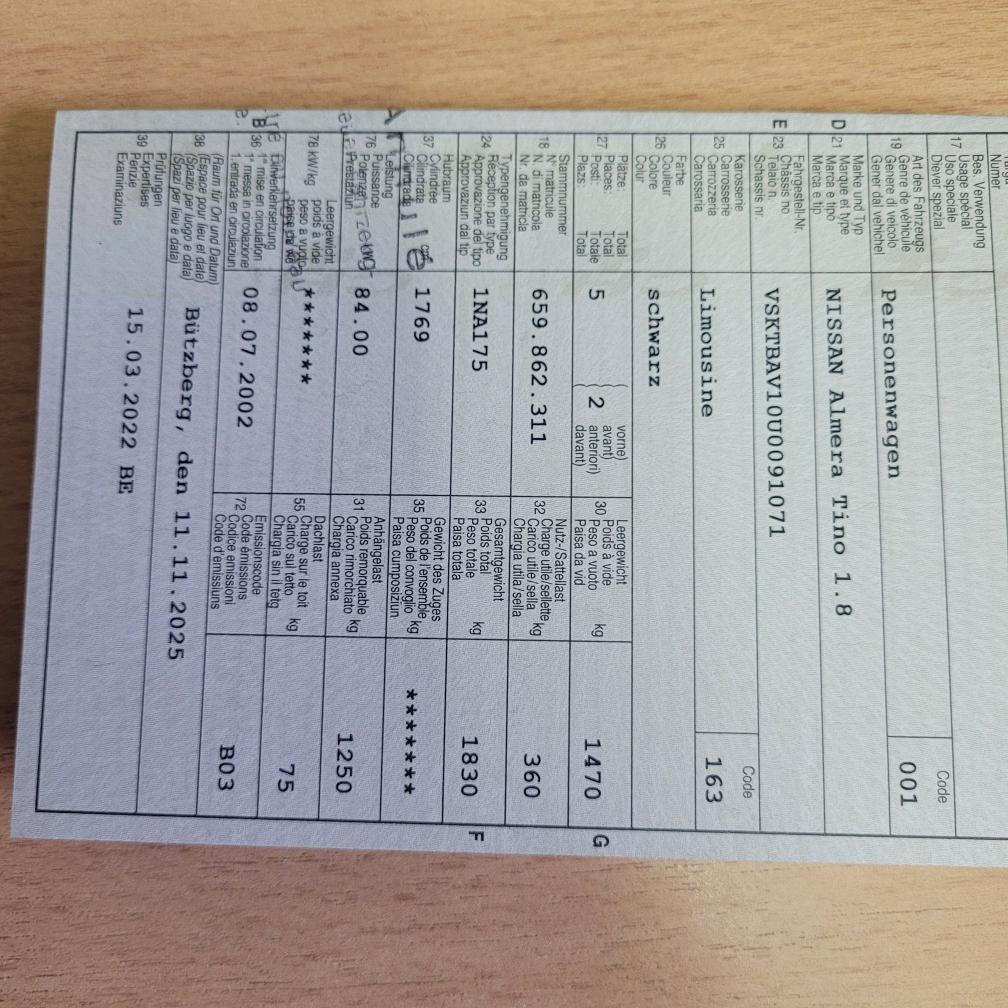 Numer
17
Bes. Verwendung
Usage spécial
Uso speciale
Diever spezial
19
Art des Fahrzeugs
Genre de véhicule
Genere di veicolo
Gener dal vehichel
Personenwagen
Code
001
D
21
Marke und Typ
Marque et type
Marca e tipo
Marca e tip
NISSAN Almera Tino 1.8
E
23
Fahrgestell-Nr.
Châssis no
Telaio n.
Schassis nr.
VSKTBAV10U0091071
25
Karosserie
Carrosserie
Carrozzeria
Carossaria
Limousine
Code
163
26
Farbe
Couleur
Colore
Colur
schwarz
27
Plätze: Total
Places: Total
Posti: Totale
Plazs: Total
5
vorne)
avant)
anteriori)
davant)
2
30
Leergewicht
Poids à vide
Peso a vuoto
Paisa da vid
kg
1470
G
18
Stammnummer
N° matricule
N. di matricola
Nr. da matricla
659.862.311
32
Nutz-/Sattellast
Charge utile/sellette
Carico utile/sella
Chargia utila/sella
kg
360
24
Typengenehmigung
Réception par type
Approvazione del tipo
Approvaziun dal tip
1NA175
33
Gesamtgewicht
Poids total
Peso totale
Paisa totala
kg
1830
F
37
Hubraum
Cylindrée
Cilindrata
cm³
1769
35
Gewicht des Zuges
Poids de l'ensemble
Peso del convoglio
Paisa cumposiziun
kg
*******
76
Leistung
Puissance
Potenza
Prestaziun
84.00
31
Anhängelast
Poids remorquable
Carico rimorchiato
Chargia annexa
kg
1250
78 kW/kg
Leergewicht
poids à vide
peso a vuoto
*******
55
Dachlast
Charge sur le toit
Carico sul tetto
Chargia sin il tetg
kg
75
B
36
1. Inverkehrsetzung
1re mise en circulation
1a messa in circolazione
1. entrada en circulaziun
08.07.2002
72
Emissionscode
Code émissions
Codice emissioni
Code d'emissiuns
B03
38
(Raum für Ort und Datum)
(Espace pour lieu et date)
(Spazio per luogo e data)
(Spazi per lieu e data)
Bützberg, den 11.11.2025
39
Prüfungen
Expertises
Perizie
Examinaziuns
15.03.2022 BE